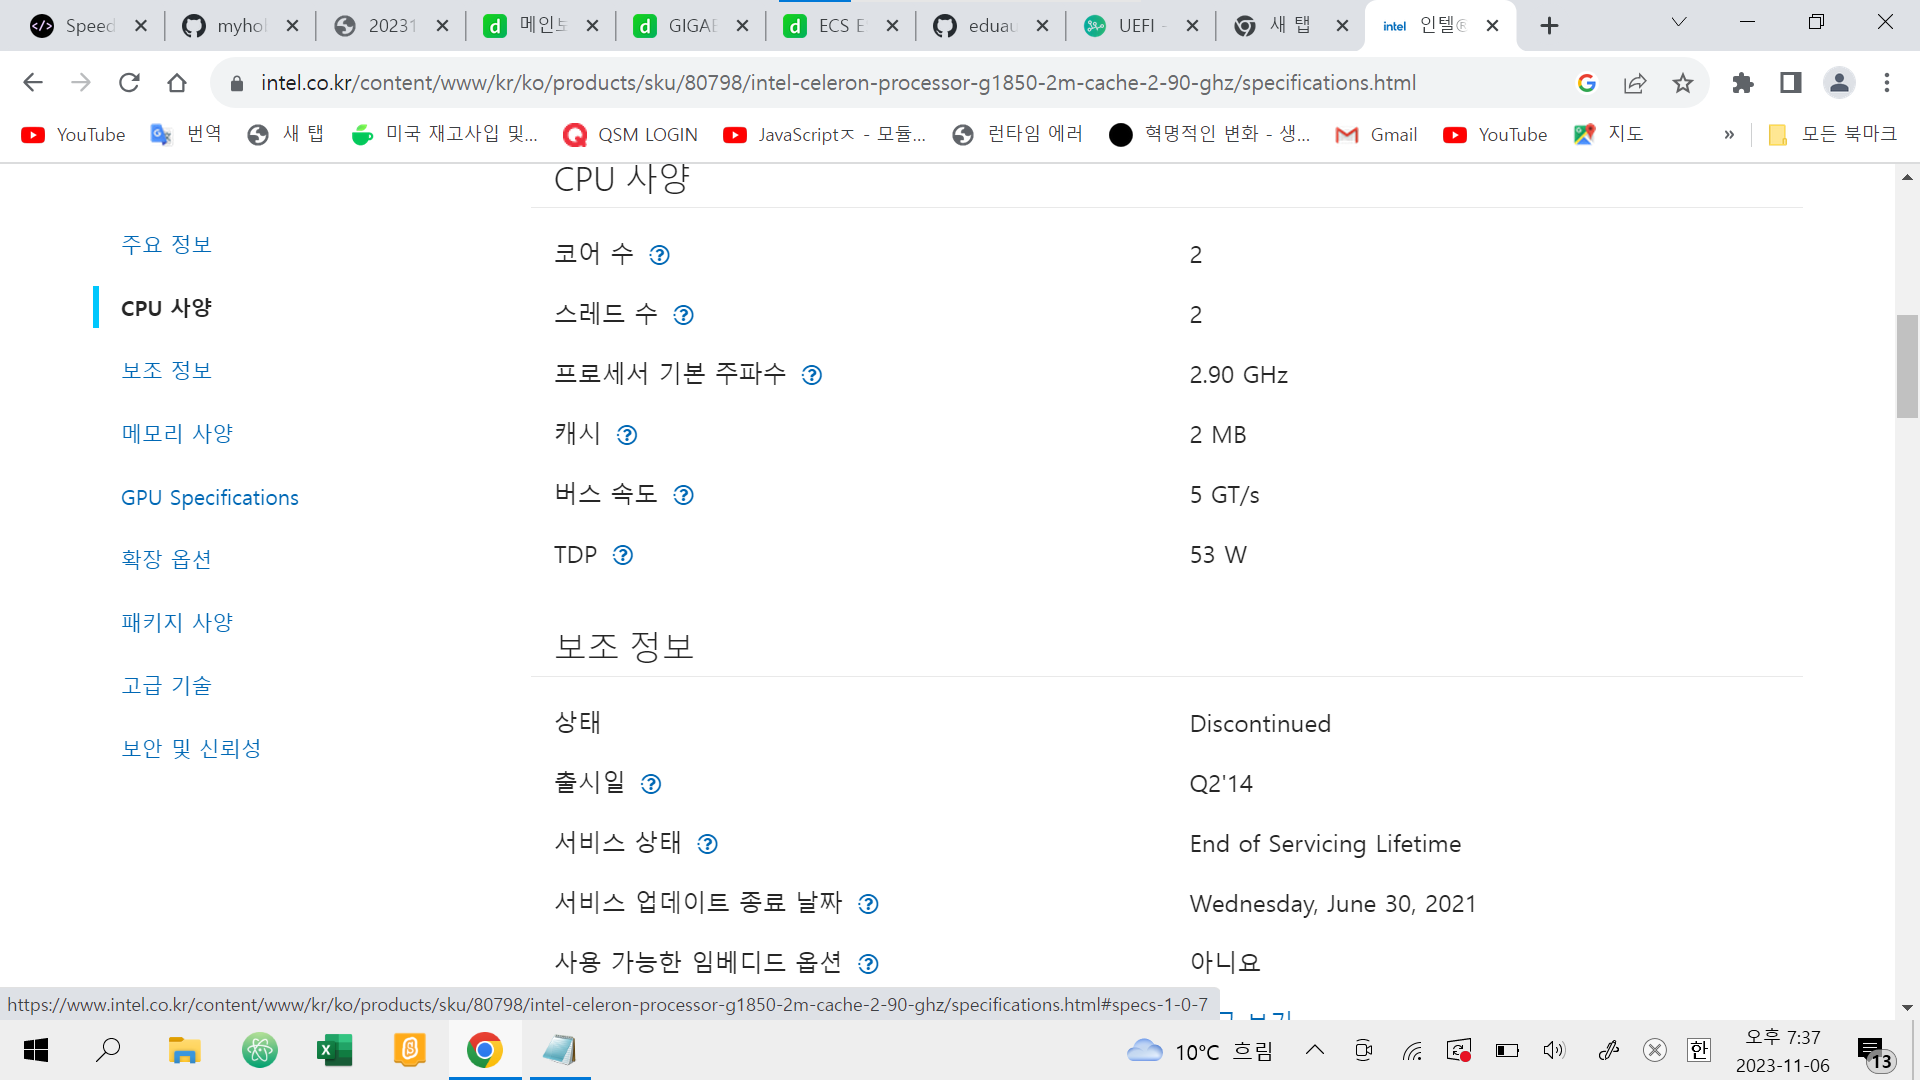 Speed
myhol
20231
메인보
GIGAB
ECS E
eduau
UEFI -
새 탭
intel 인텔®
intel.co.kr/content/www/kr/ko/products/sku/80798/intel-celeron-processor-g1850-2m-cache-2-90-ghz/specifications.html
YouTube 번역 새 탭 미국 재고사입 및... QSM LOGIN JavaScriptㅈ - 모듈... 런타임 에러 혁명적인 변화 - 생... Gmail YouTube 지도 » 모든 북마크
주요 정보
CPU 사양
보조 정보
메모리 사양
GPU Specifications
확장 옵션
패키지 사양
고급 기술
보안 및 신뢰성
CPU 사양
코어 수 2
스레드 수 2
프로세서 기본 주파수 2.90 GHz
캐시 2 MB
버스 속도 5 GT/s
TDP 53 W
보조 정보
상태 Discontinued
출시일 Q2'14
서비스 상태 End of Servicing Lifetime
서비스 업데이트 종료 날짜 Wednesday, June 30, 2021
사용 가능한 임베디드 옵션 아니요
https://www.intel.co.kr/content/www/kr/ko/products/sku/80798/intel-celeron-processor-g1850-2m-cache-2-90-ghz/specifications.html#specs-1-0-7
10°C 흐림
한
오후 7:37
2023-11-06
13